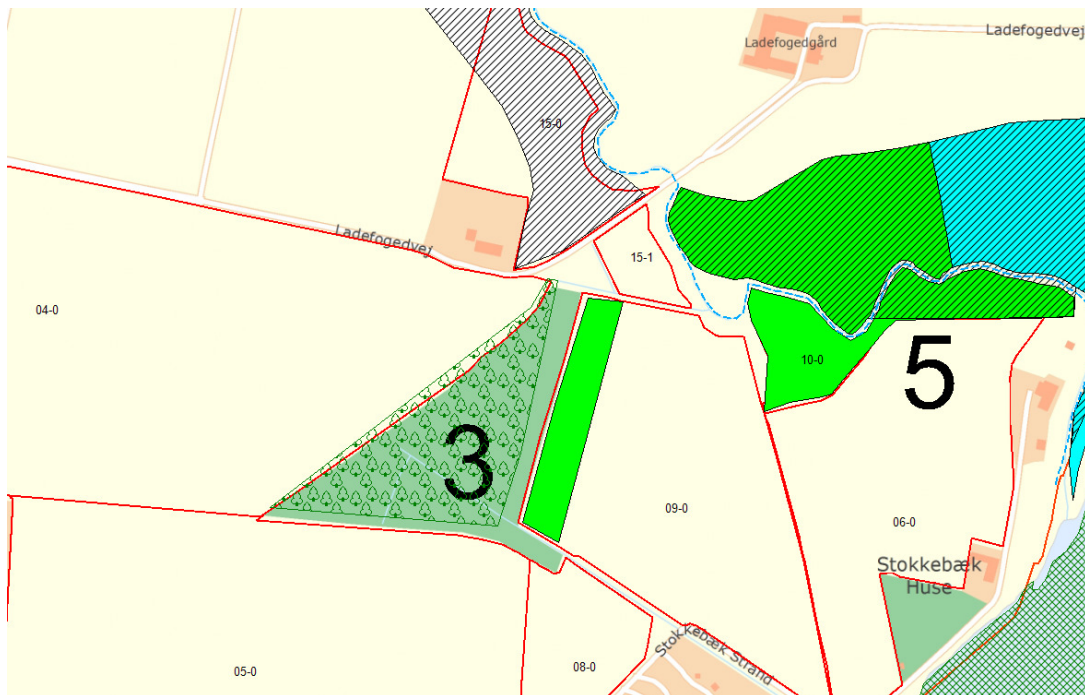 Ladefogedvej
Ladefogedgård
15-0
Ladefogedvej
15-1
04-0
10-0
5
3
09-0
06-0
Stokkebæk
Huse
Stokkebæk Strand
05-0
08-0